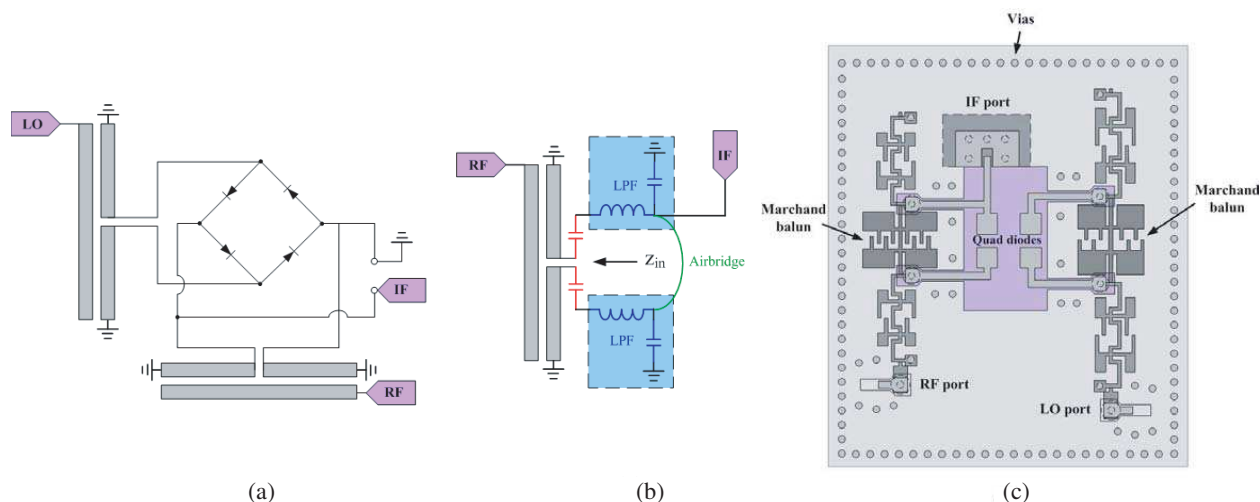 LO
IF
RF
(a)
RF
IF
LPF
Zin
Airbridge
LPF
(b)
Vias
IF port
Marchand
balun
Marchand
balun
Quad diodes
RF port
LO port
(c)